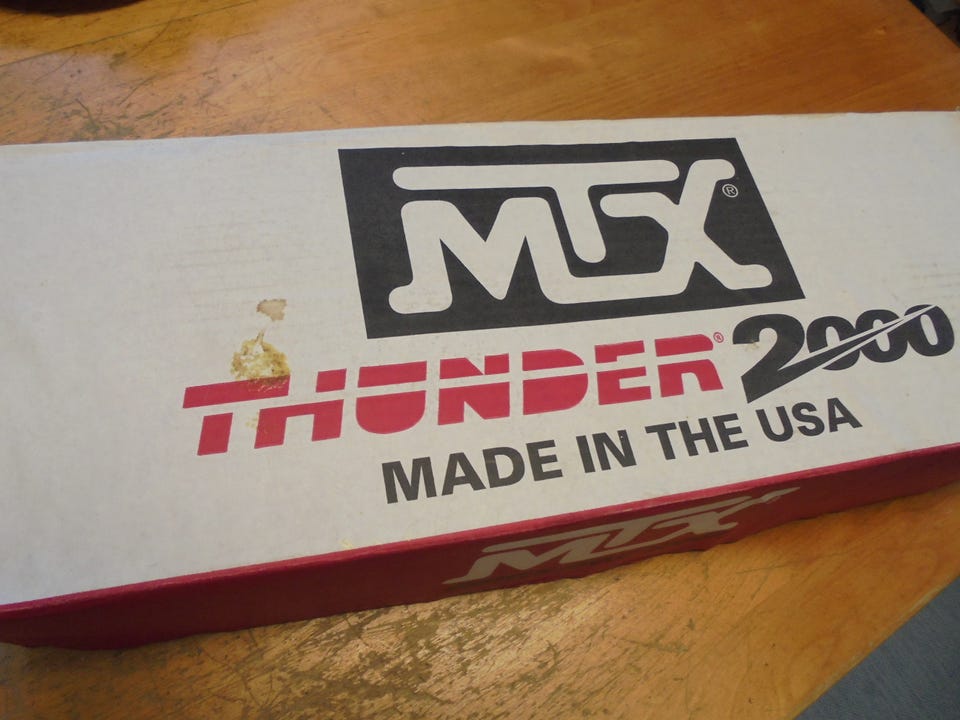 MTX®
THUNDER® 2000
MADE IN THE USA
MTX